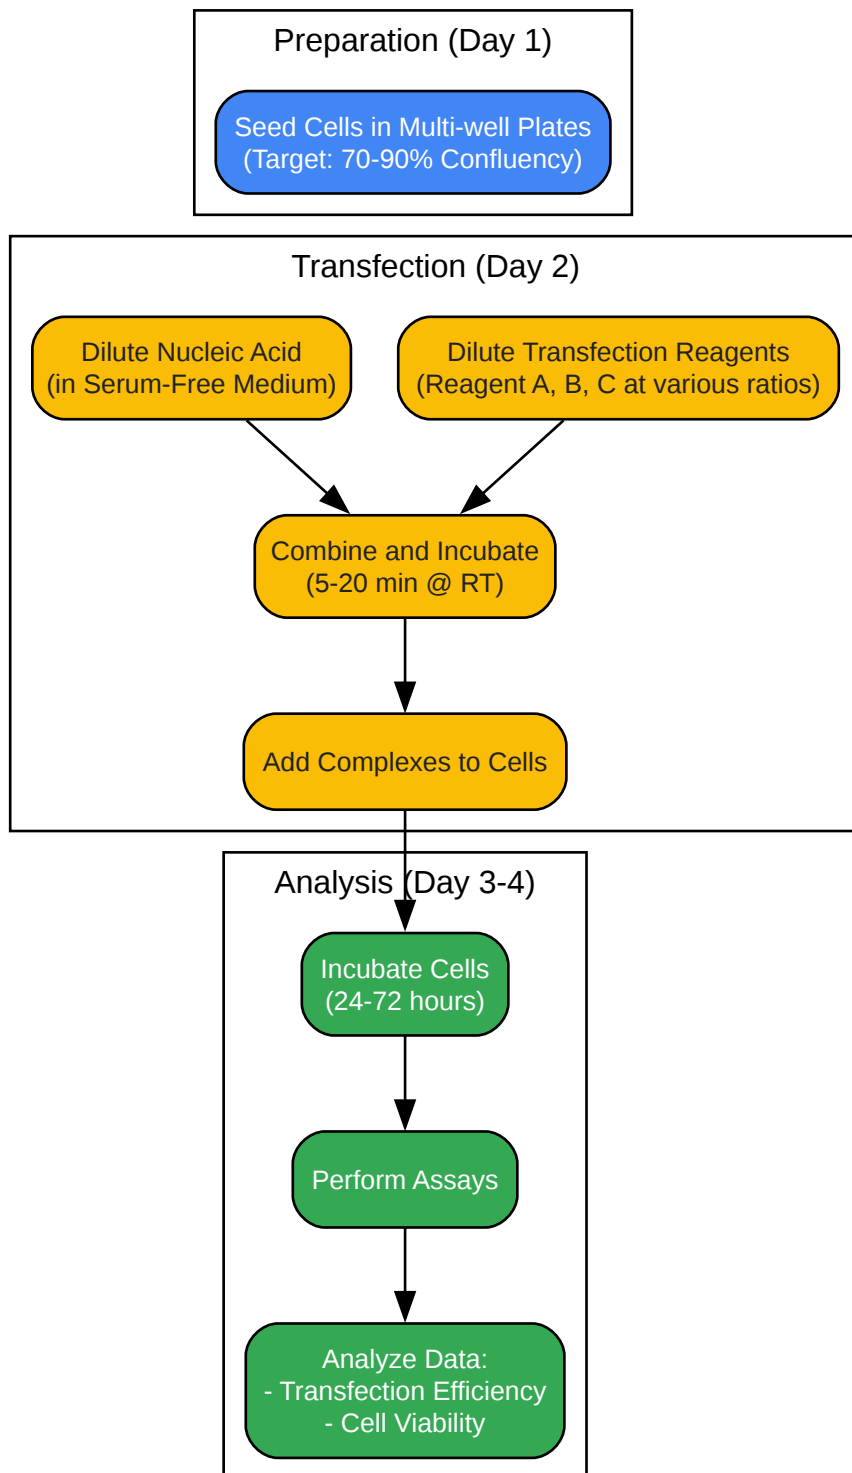 Preparation (Day 1)
Seed Cells in Multi-well Plates
(Target: 70-90% Confluency)
Transfection (Day 2)
Dilute Nucleic Acid
(in Serum-Free Medium)
Dilute Transfection Reagents
(Reagent A, B, C at various ratios)
Combine and Incubate
(5-20 min @ RT)
Add Complexes to Cells
Analysis (Day 3-4)
Incubate Cells
(24-72 hours)
Perform Assays
Analyze Data:
- Transfection Efficiency
- Cell Viability